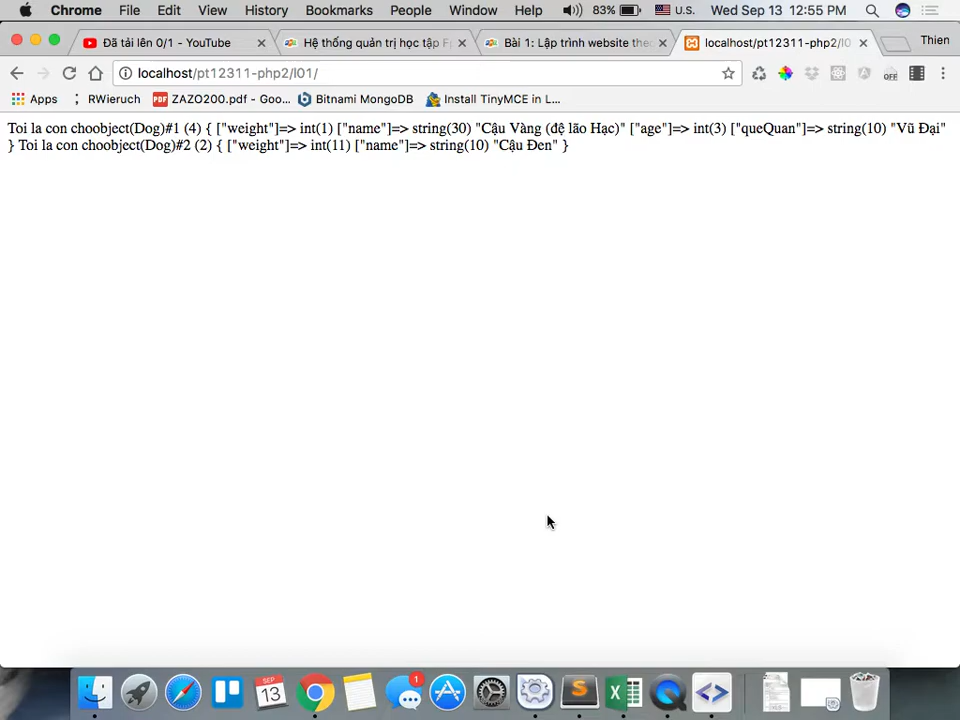 Chrome File Edit View History Bookmarks People Window Help 83% U.S. Wed Sep 13 12:55 PM
Đã tải lên 0/1 - YouTube
Hệ thống quản trị học tập F
Bài 1: Lập trình website the
localhost/pt12311-php2/l0
Thien
localhost/pt12311-php2/l01/
OFF
Apps RWieruch ZAZO200.pdf - Goo... Bitnami MongoDB Install TinyMCE in L...
Toi la con choobject(Dog)#1 (4) { ["weight"]=> int(1) ["name"]=> string(30) "Cậu Vàng (đệ lão Hạc)" ["age"]=> int(3) ["queQuan"]=> string(10) "Vũ Đại"
} Toi la con choobject(Dog)#2 (2) { ["weight"]=> int(11) ["name"]=> string(10) "Cậu Đen" }
SEP
13
1